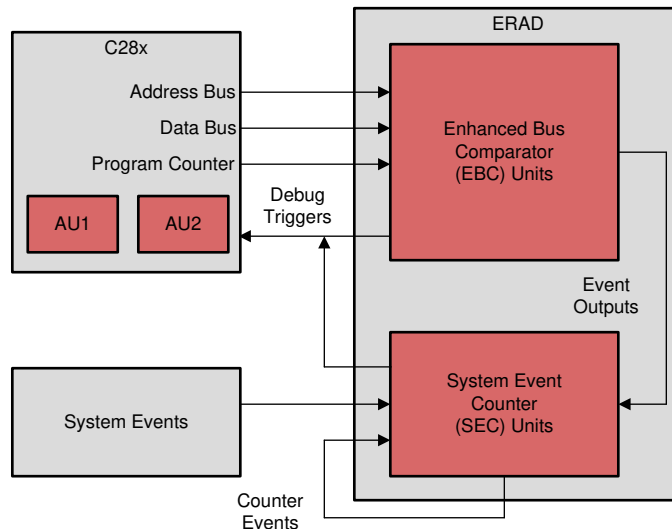 C28x
ERAD
Address Bus
Data Bus
Program Counter
Enhanced Bus
Comparator
(EBC) Units
AU1
AU2
Debug
Triggers
Event
Outputs
System Events
System Event
Counter
(SEC) Units
Counter
Events